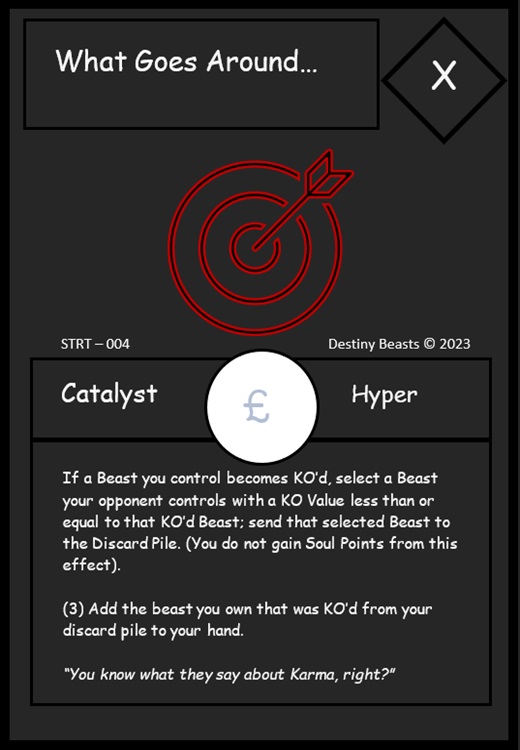 What Goes Around...
X
STRT – 004
Destiny Beasts © 2023
Catalyst
£
Hyper
If a Beast you control becomes KO'd, select a Beast
your opponent controls with a KO Value less than or
equal to that KO'd Beast; send that selected Beast to
the Discard Pile. (You do not gain Soul Points from this
effect).
(3) Add the beast you own that was KO'd from your
discard pile to your hand.
"You know what they say about Karma, right?"